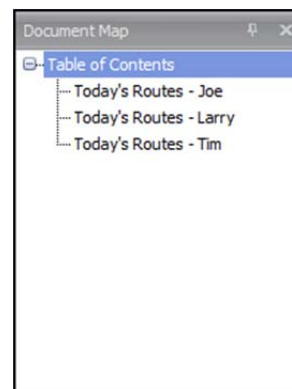 Document Map
Table of Contents
Today's Routes - Joe
Today's Routes - Larry
Today's Routes - Tim